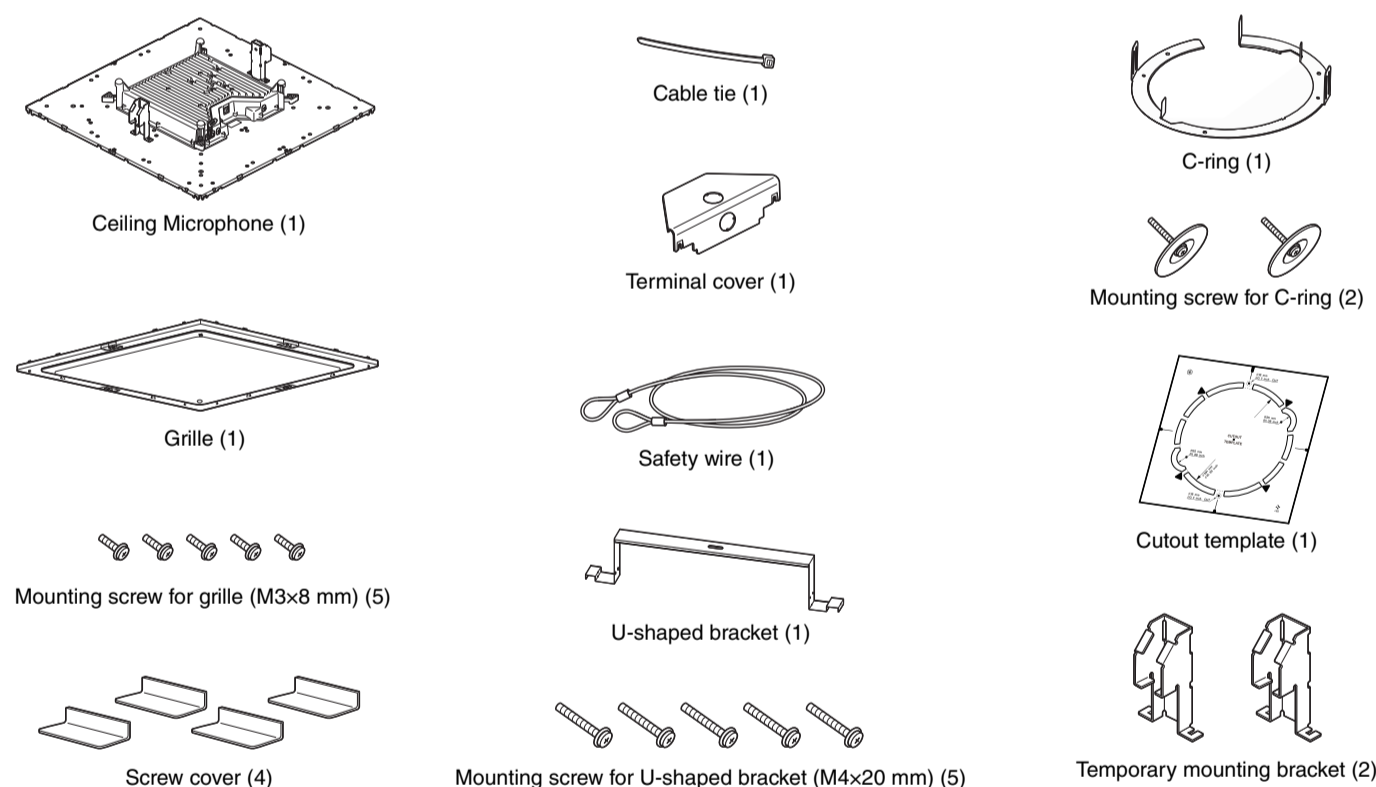 Ceiling Microphone (1)
Grille (1)
Mounting screw for grille (M3×8 mm) (5)
Screw cover (4)
Cable tie (1)
Terminal cover (1)
Safety wire (1)
U-shaped bracket (1)
Mounting screw for U-shaped bracket (M4×20 mm) (5)
C-ring (1)
Mounting screw for C-ring (2)
CUTOUT
TEMPLATE
Cutout template (1)
Temporary mounting bracket (2)